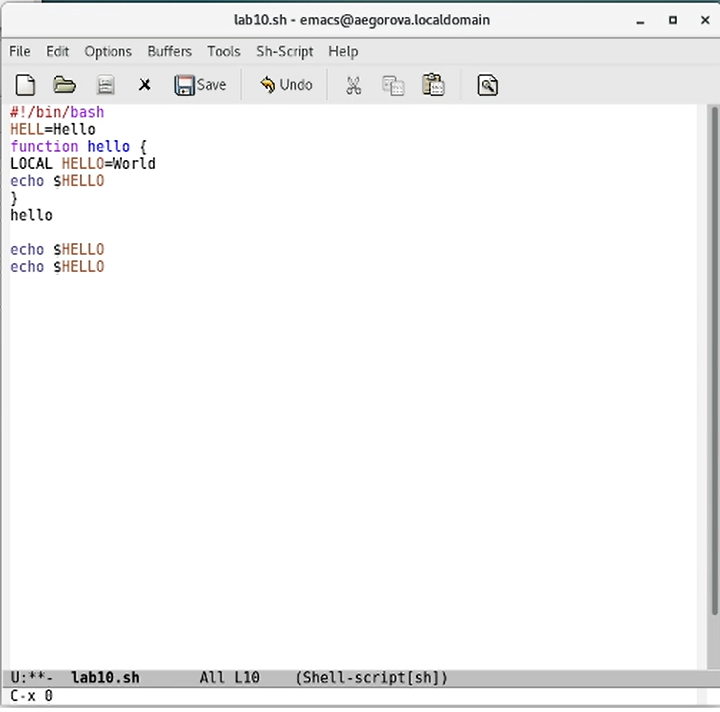 lab10.sh - emacs@aegorova.localdomain
File Edit Options Buffers Tools Sh-Script Help
Save Undo
#!/bin/bash
HELL=Hello
function hello {
LOCAL HELLO=World
echo $HELLO
}
hello
echo $HELLO
echo $HELLO
U:**- lab10.sh All L10 (Shell-script[sh])
C-x 0